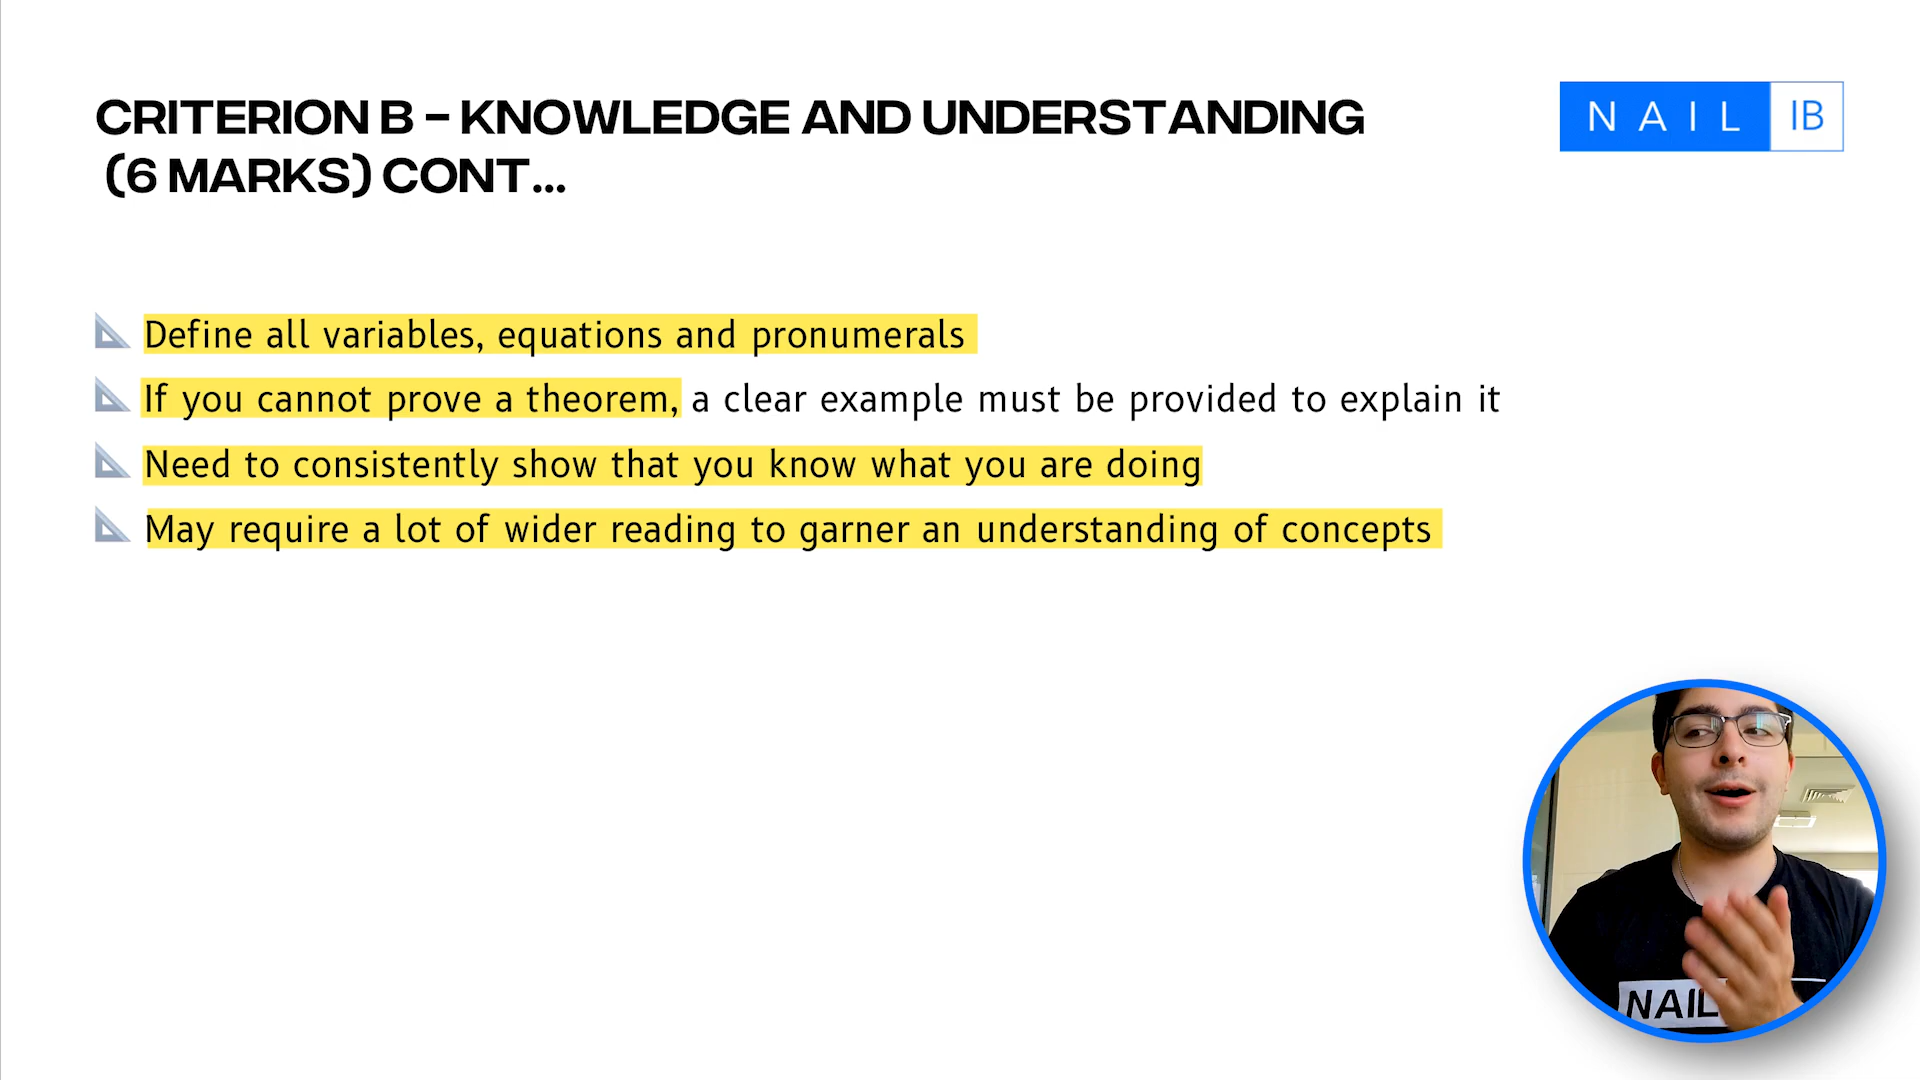 CRITERION B – KNOWLEDGE AND UNDERSTANDING
(6 MARKS) CONT...
NAIL IB
Define all variables, equations and pronumerals
If you cannot prove a theorem, a clear example must be provided to explain it
Need to consistently show that you know what you are doing
May require a lot of wider reading to garner an understanding of concepts
NAIL